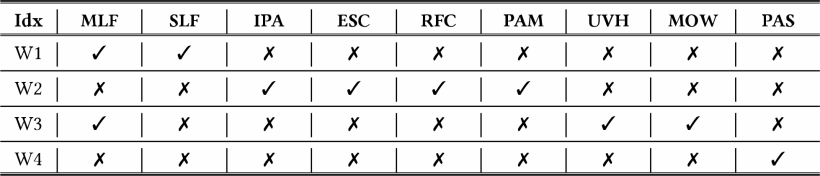 Idx MLF SLF IPA ESC RFC PAM UVH MOW PAS
W1 ✓ ✓ ✗ ✗ ✗ ✗ ✗ ✗ ✗
W2 ✗ ✗ ✓ ✓ ✓ ✓ ✗ ✗ ✗
W3 ✓ ✗ ✗ ✗ ✗ ✗ ✓ ✓ ✗
W4 ✗ ✗ ✗ ✗ ✗ ✗ ✗ ✗ ✓